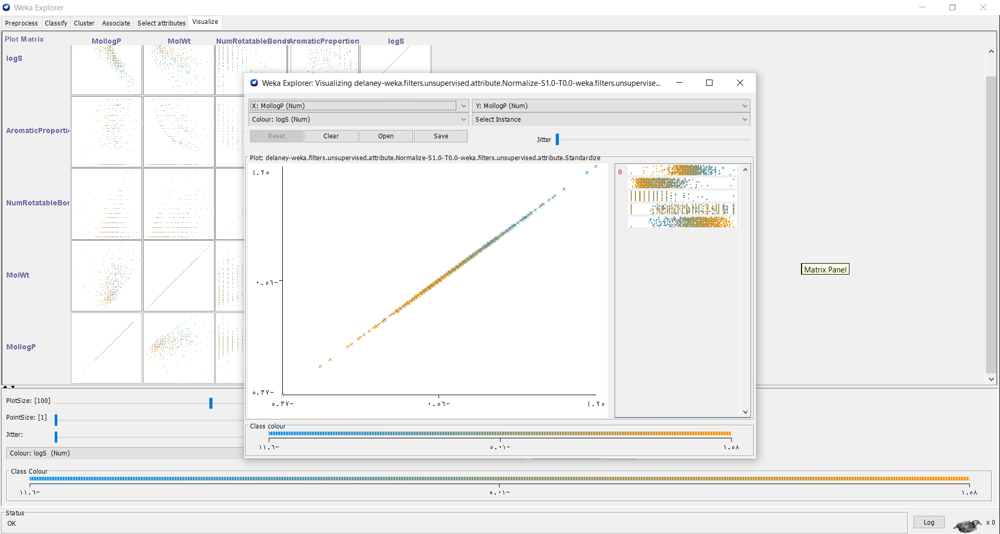 Weka Explorer
Preprocess Classify Cluster Associate Select attributes Visualize
Plot Matrix MollogP MolWt NumRotatableBonds AromaticProportion logS
logS
AromaticProporti
NumRotatableBor
MolWt
MollogP
PlotSize: [100]
PointSize: [1]
Jitter:
Colour: logS (Num)
Class Colour
١١.٦- ٥.٠١- ١.٥٨
Status
OK
Log x 0
Matrix Panel
Weka Explorer: Visualizing delaney-weka.filters.unsupervised.attribute.Normalize-S1.0-T0.0-weka.filters.unsupervise...
X: MollogP (Num) Y: MollogP (Num)
Colour: logS (Num) Select Instance
Reset Clear Open Save Jitter
Plot: delaney-weka.filters.unsupervised.attribute.Normalize-S1.0-T0.0-weka.filters.unsupervised.attribute.Standardize
٤.٢٥
٠.٥٦-
٥.٣٧-
٥.٣٧- ٠.٥٦- ٤.٢٥
B
Class colour
١١.٦- ٥.٠١- ١.٥٨